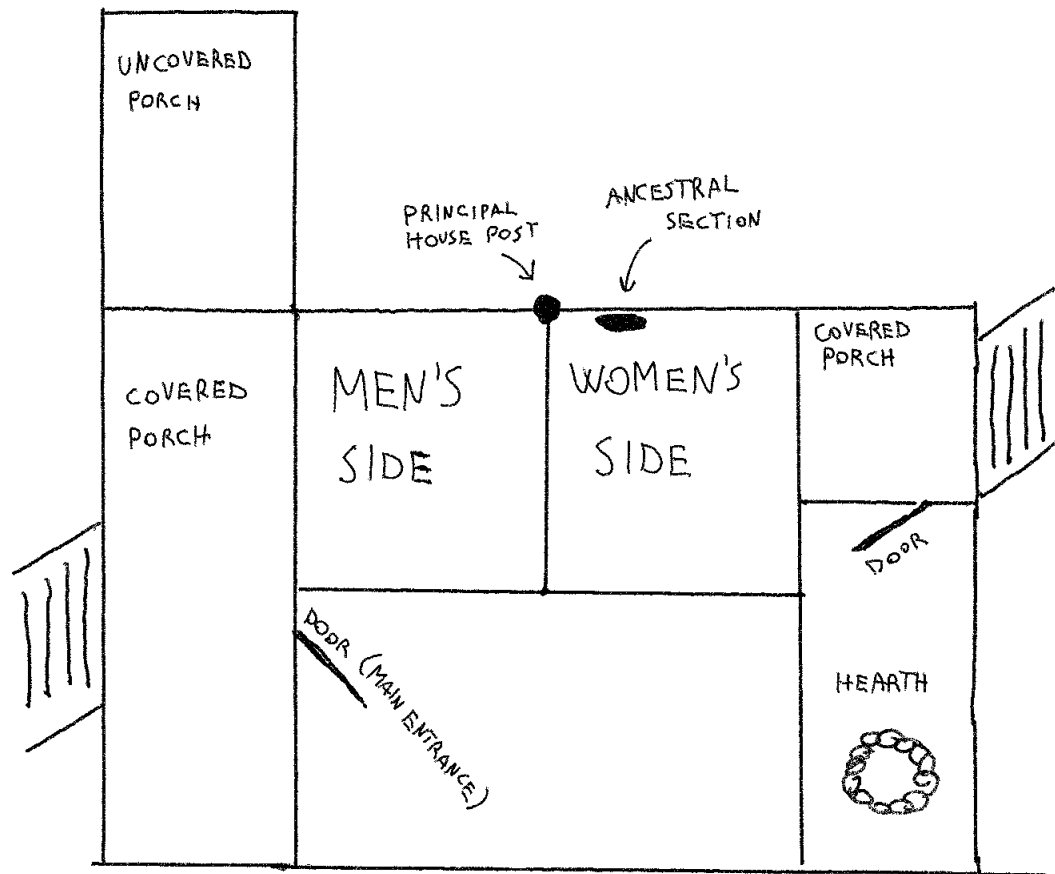 UNCOVERED
PORCH
PRINCIPAL
HOUSE POST
ANCESTRAL
SECTION
COVERED
PORCH
MEN'S
SIDE
WOMEN'S
SIDE
COVERED
PORCH
DOOR
DOOR (MAIN ENTRANCE)
HEARTH